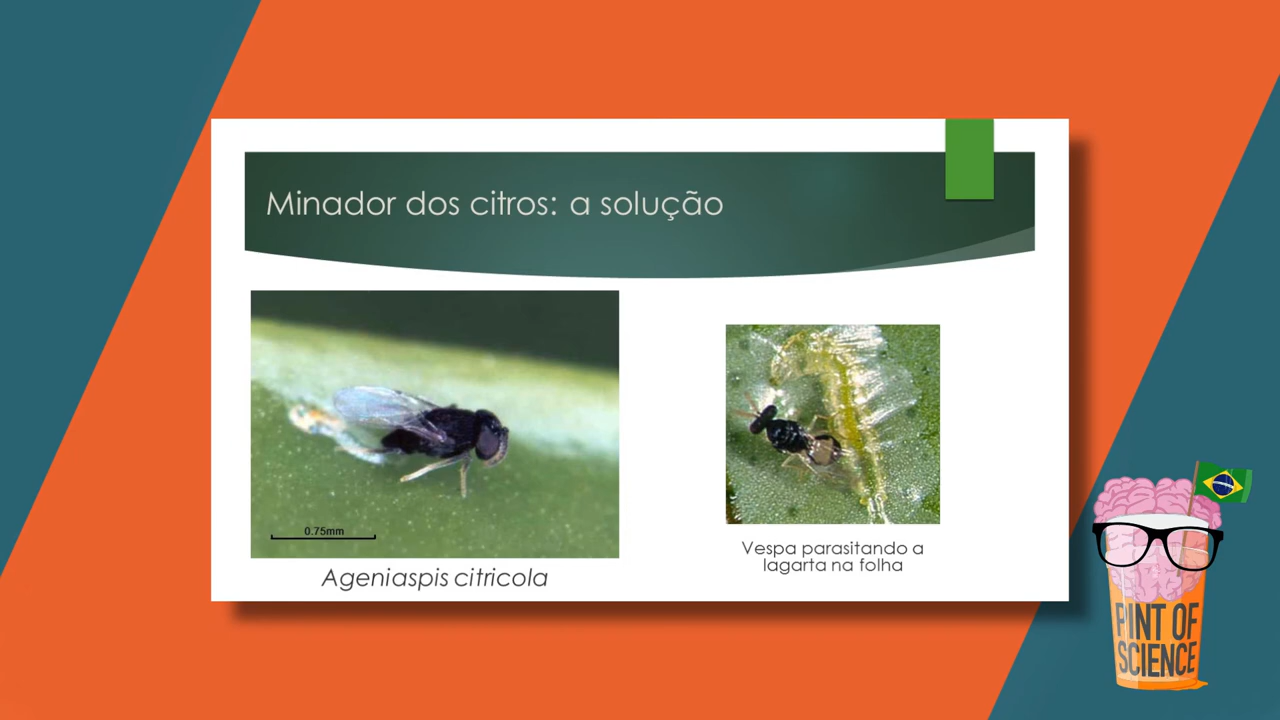 Minador dos citros: a solução
0.75mm
Ageniaspis citricola
Vespa parasitando a
lagarta na folha
PINT OF
SCIENCE